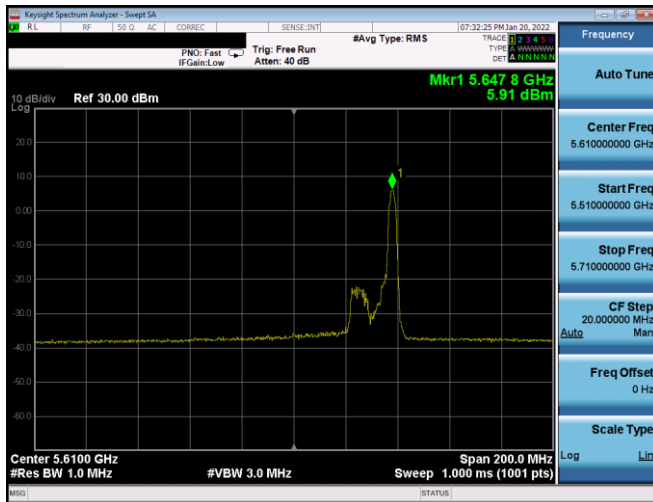 Keysight Spectrum Analyzer - Swept SA
RL RF 50 Ω AC CORREC SENSE:INT 07:32:25 PM Jan 20, 2022
#Avg Type: RMS
TRACE 1 2 3 4 5 6
PNO: Fast Trig: Free Run TYPE A WWWWW
IFGain:Low Atten: 40 dB DET A N N N N N
Mkr1 5.647 8 GHz
5.91 dBm
10 dB/div Ref 30.00 dBm
Log
20.0
10.0
0.00
-10.0
-20.0
-30.0
-40.0
-50.0
-60.0
1
Center 5.6100 GHz Span 200.0 MHz
#Res BW 1.0 MHz #VBW 3.0 MHz Sweep 1.000 ms (1001 pts)
MSG STATUS
Frequency
Auto Tune
Center Freq
5.610000000 GHz
Start Freq
5.510000000 GHz
Stop Freq
5.710000000 GHz
CF Step
20.000000 MHz
Auto Man
Freq Offset
0 Hz
Scale Type
Log Lin